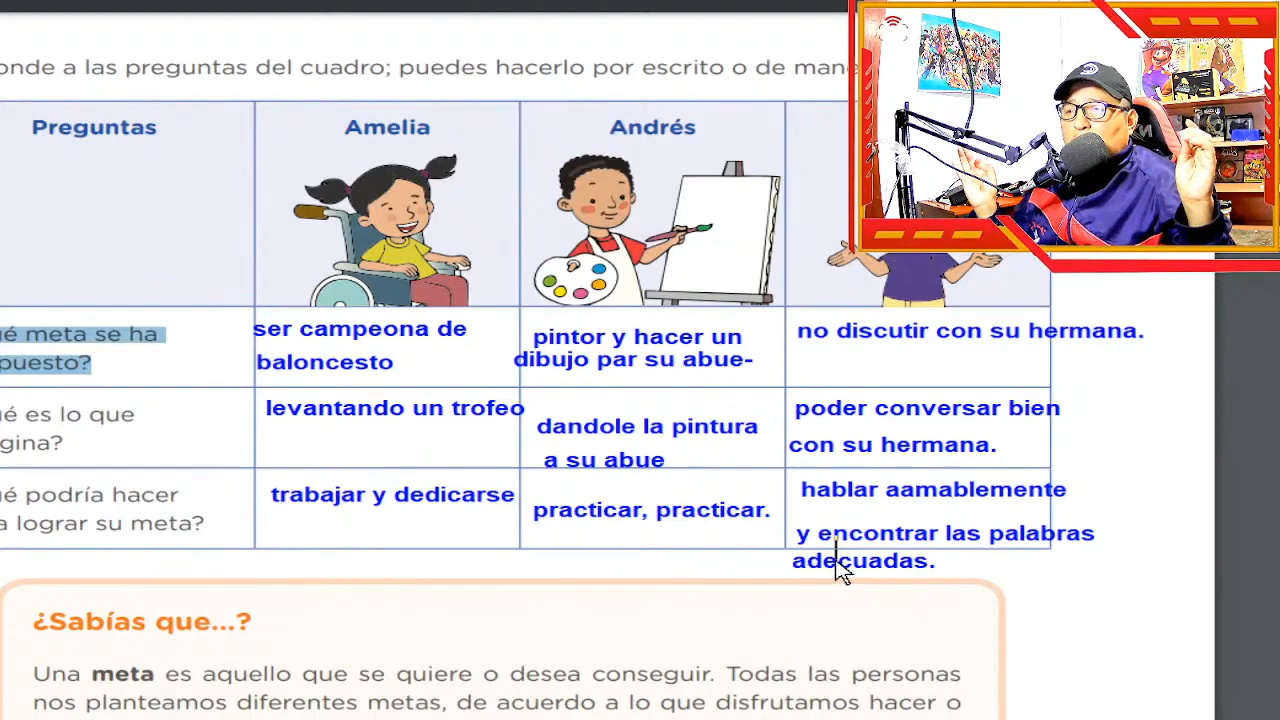 onde a las preguntas del cuadro; puedes hacerlo por escrito o de mane
Preguntas
Amelia
Andrés
ué meta se ha
puesto?
ser campeona de
baloncesto
pintor y hacer un
dibujo par su abue-
no discutir con su hermana.
ué es lo que
gina?
levantando un trofeo
dandole la pintura
a su abue
poder conversar bien
con su hermana.
ué podría hacer
a lograr su meta?
trabajar y dedicarse
practicar, practicar.
hablar aamablemente
y encontrar las palabras
adecuadas.
¿Sabías que...?
Una meta es aquello que se quiere o desea conseguir. Todas las personas
nos planteamos diferentes metas, de acuerdo a lo que disfrutamos hacer o